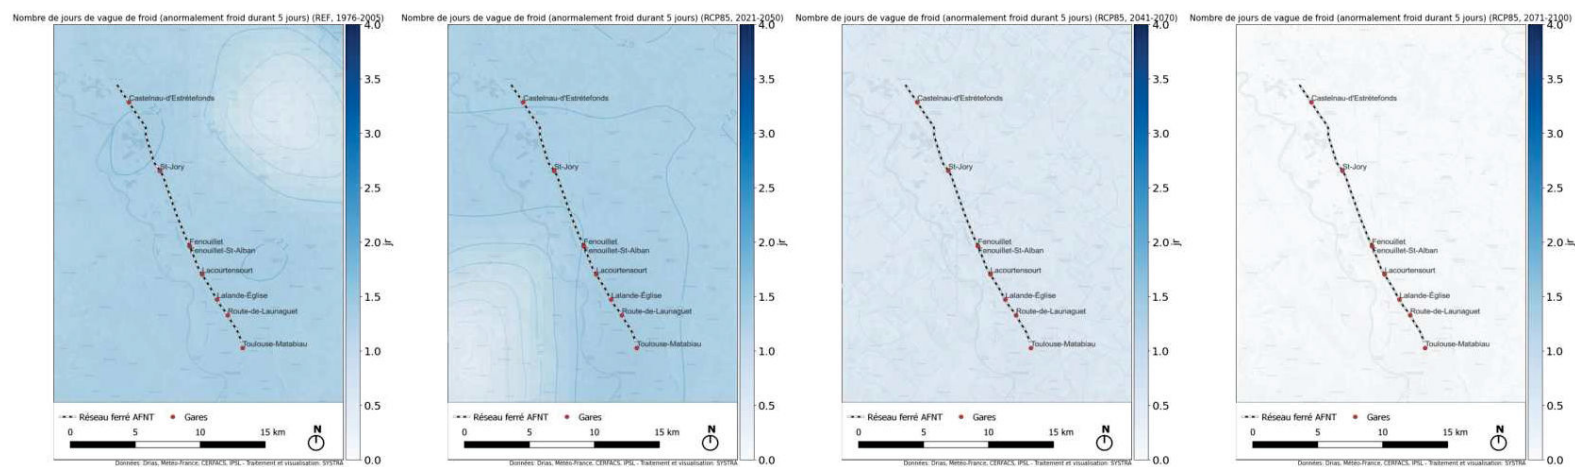 Nombre de jours de vague de froid (anormalement froid durant 5 jours) (REF, 1976-2005)
4.0
3.5
3.0
2.5
2.0
1.5
1.0
0.5
0.0
jr
Castelnau-d'Estrétefonds
St-Jory
Fenouillet
Fenouillet-St-Alban
Lacourtensourt
Lalande-Église
Route-de-Launaguet
Toulouse-Matabiau
Réseau ferré AFNT
Gares
0 5 10 15 km
N
Données: Drias, Météo-France, CERFACS, IPSL - Traitement et visualisation: SYSTRA
Nombre de jours de vague de froid (anormalement froid durant 5 jours) (RCP85, 2021-2050)
4.0
3.5
3.0
2.5
2.0
1.5
1.0
0.5
0.0
jr
Castelnau-d'Estrétefonds
St-Jory
Fenouillet
Fenouillet-St-Alban
Lacourtensourt
Lalande-Église
Route-de-Launaguet
Toulouse-Matabiau
Réseau ferré AFNT
Gares
0 5 10 15 km
N
Données: Drias, Météo-France, CERFACS, IPSL - Traitement et visualisation: SYSTRA
Nombre de jours de vague de froid (anormalement froid durant 5 jours) (RCP85, 2041-2070)
4.0
3.5
3.0
2.5
2.0
1.5
1.0
0.5
0.0
jr
Castelnau-d'Estrétefonds
St-Jory
Fenouillet
Fenouillet-St-Alban
Lacourtensourt
Lalande-Église
Route-de-Launaguet
Toulouse-Matabiau
Réseau ferré AFNT
Gares
0 5 10 15 km
N
Données: Drias, Météo-France, CERFACS, IPSL - Traitement et visualisation: SYSTRA
Nombre de jours de vague de froid (anormalement froid durant 5 jours) (RCP85, 2071-2100)
4.0
3.5
3.0
2.5
2.0
1.5
1.0
0.5
0.0
jr
Castelnau-d'Estrétefonds
St-Jory
Fenouillet
Fenouillet-St-Alban
Lacourtensourt
Lalande-Église
Route-de-Launaguet
Toulouse-Matabiau
Réseau ferré AFNT
Gares
0 5 10 15 km
N
Données: Drias, Météo-France, CERFACS, IPSL - Traitement et visualisation: SYSTRA